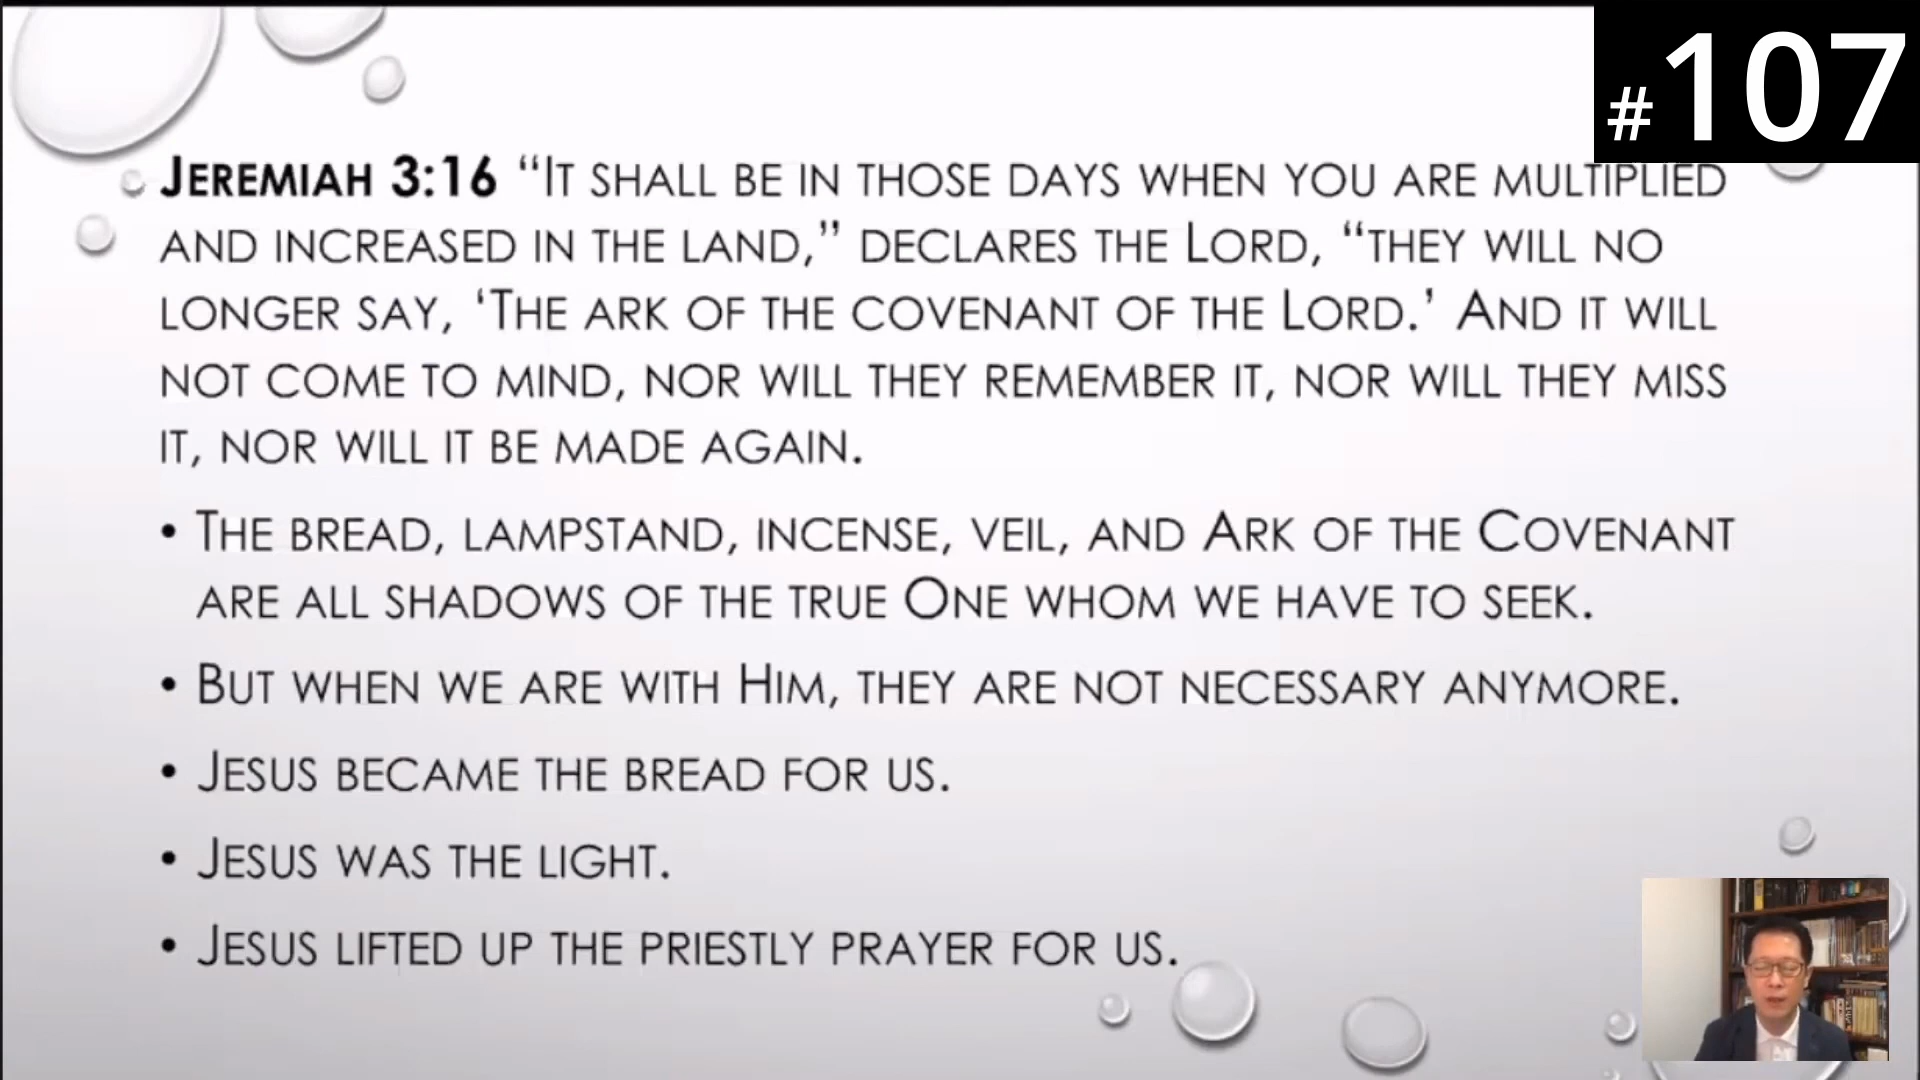 #107
Jeremiah 3:16 “It shall be in those days when you are multiplied
and increased in the land,” declares the Lord, “they will no
longer say, ‘The ark of the covenant of the Lord.’ And it will
not come to mind, nor will they remember it, nor will they miss
it, nor will it be made again.
• The bread, lampstand, incense, veil, and Ark of the Covenant
are all shadows of the true One whom we have to seek.
• But when we are with Him, they are not necessary anymore.
• Jesus became the bread for us.
• Jesus was the light.
• Jesus lifted up the priestly prayer for us.